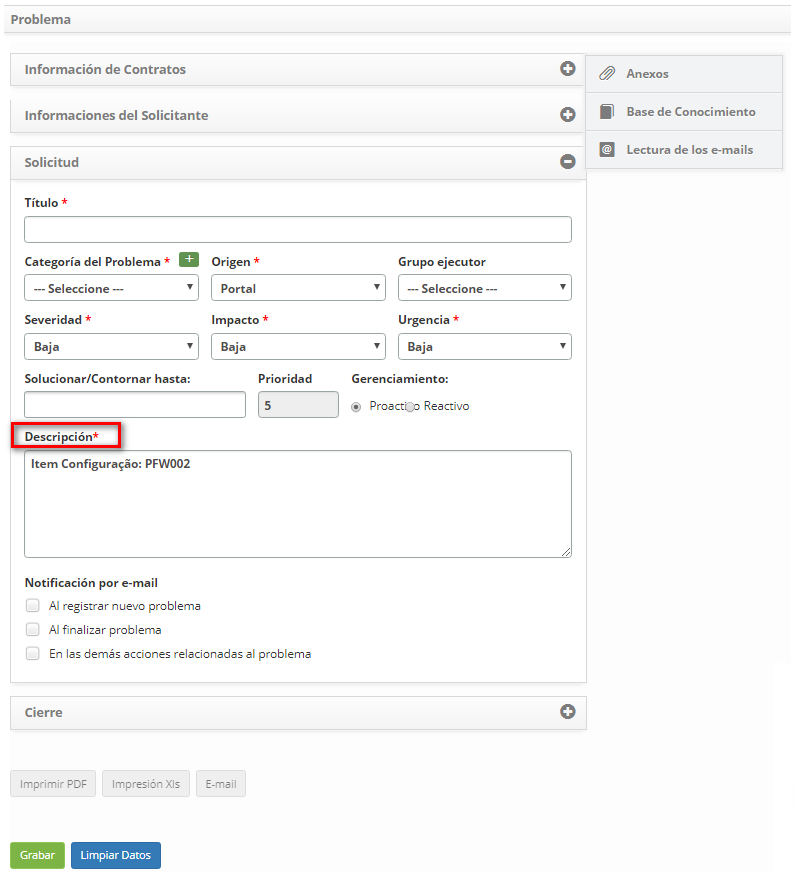 Problema
Información de Contratos
Anexos
Base de Conocimiento
Informaciones del Solicitante
Lectura de los e-mails
Solicitud
Título *
Categoría del Problema * + Origen * Grupo ejecutor
--- Seleccione --- Portal --- Seleccione ---
Severidad * Impacto * Urgencia *
Baja Baja Baja
Solucionar/Contornar hasta: Prioridad Gerenciamiento:
5 Proactivo Reactivo
Descripción*
Item Configuração: PFW002
Notificación por e-mail
Al registrar nuevo problema
Al finalizar problema
En las demás acciones relacionadas al problema
Cierre
Imprimir PDF Impresión Xls E-mail
Grabar Limpiar Datos